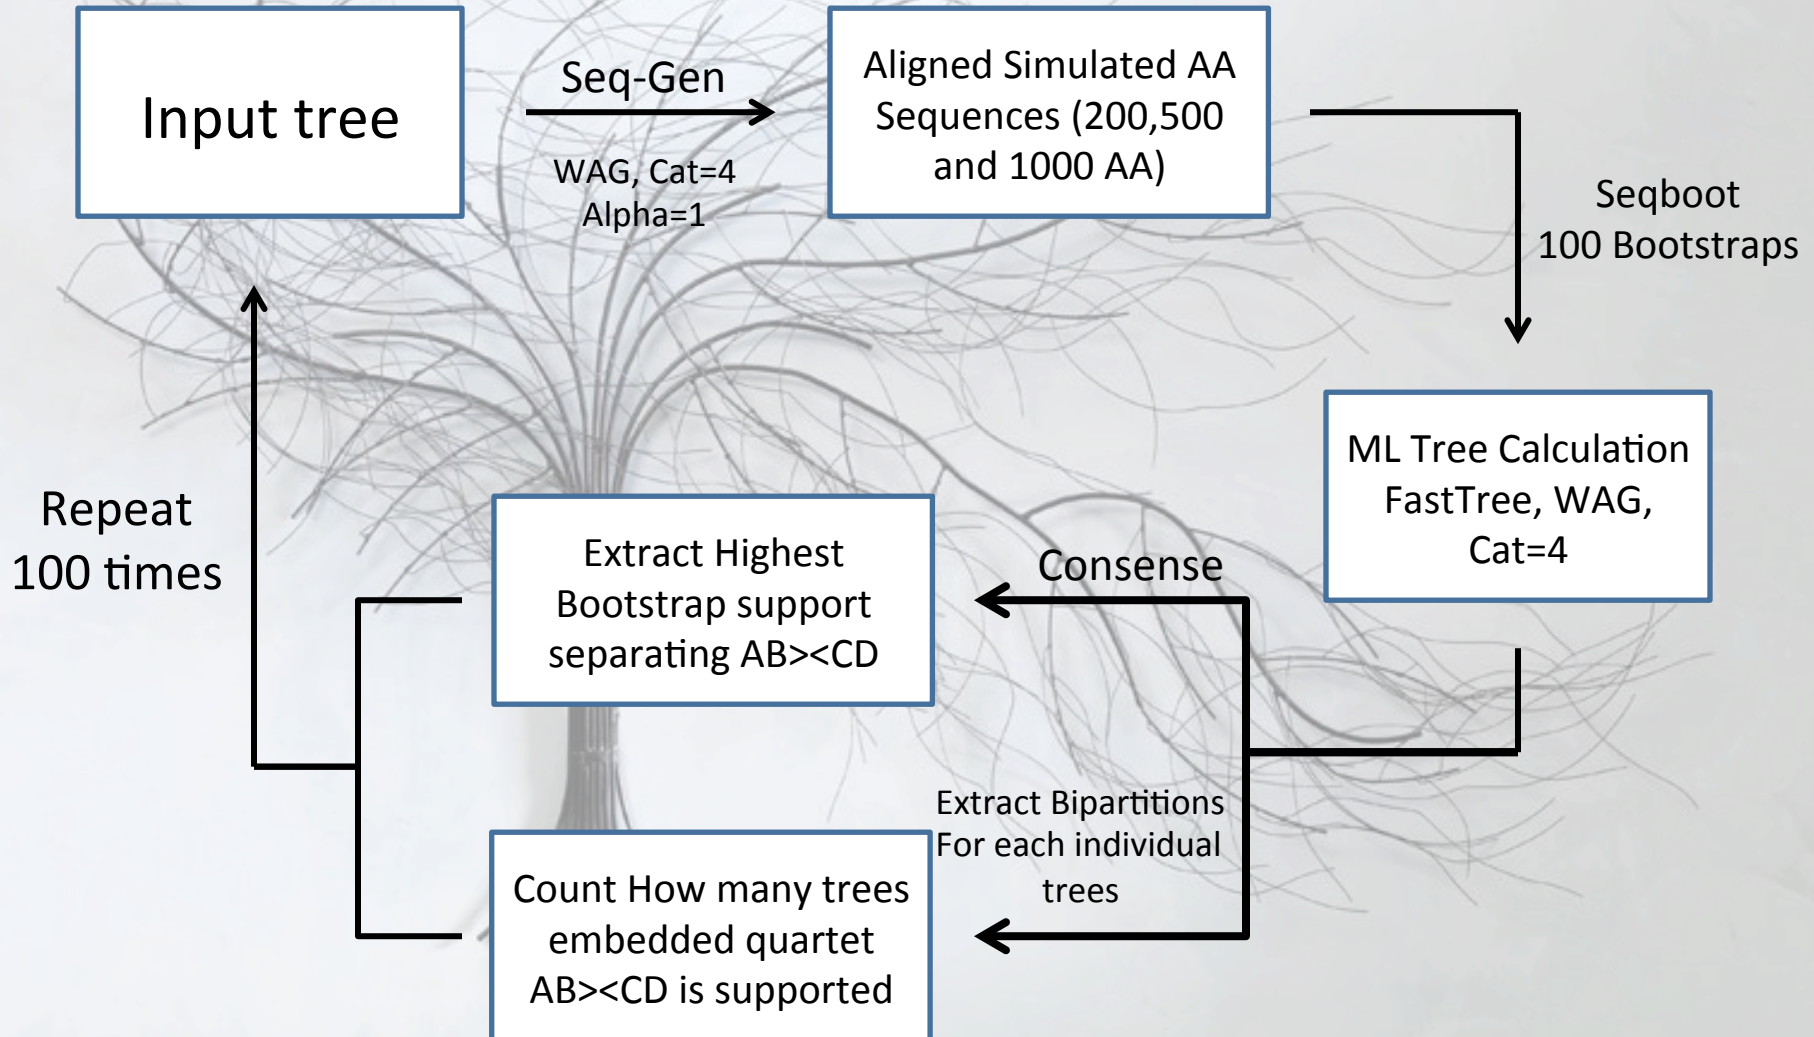 Input tree
Seq-Gen
WAG, Cat=4
Alpha=1
Aligned Simulated AA
Sequences (200,500
and 1000 AA)
Seqboot
100 Bootstraps
ML Tree Calculation
FastTree, WAG,
Cat=4
Consense
Extract Highest
Bootstrap support
separating AB><CD
Extract Bipartitions
For each individual
trees
Count How many trees
embedded quartet
AB><CD is supported
Repeat
100 times